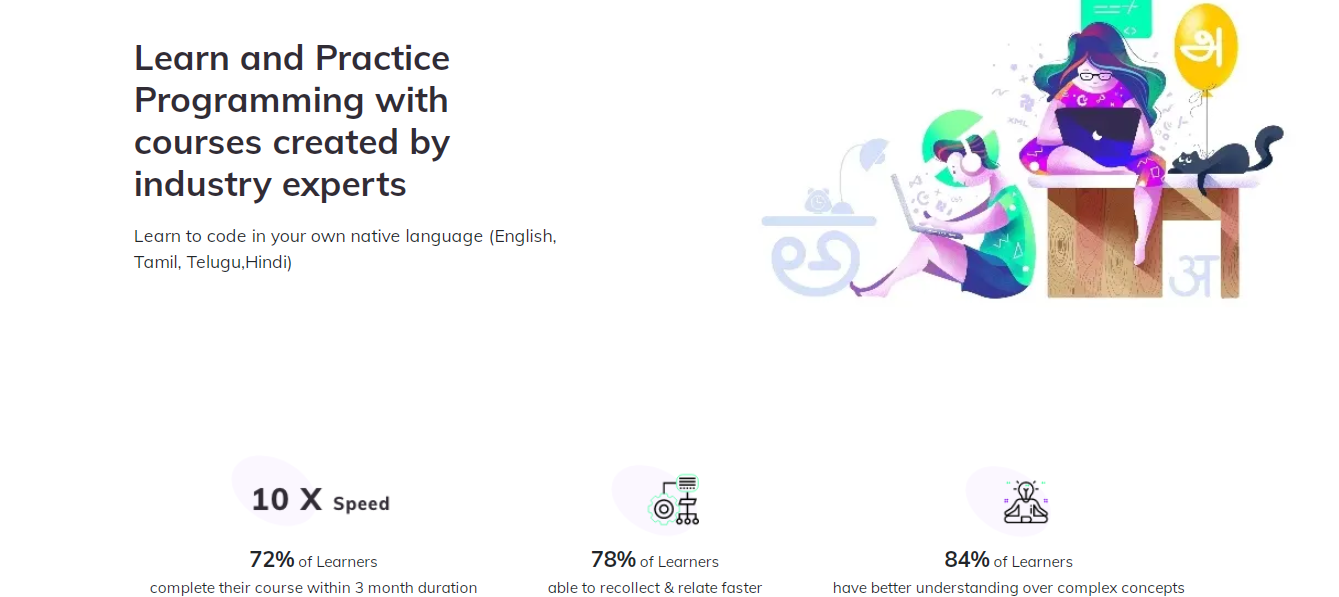 Learn and Practice
Programming with
courses created by
industry experts
Learn to code in your own native language (English,
Tamil, Telugu,Hindi)
அ
XML
అ
अ
10 X Speed
72% of Learners
complete their course within 3 month duration
78% of Learners
able to recollect & relate faster
84% of Learners
have better understanding over complex concepts